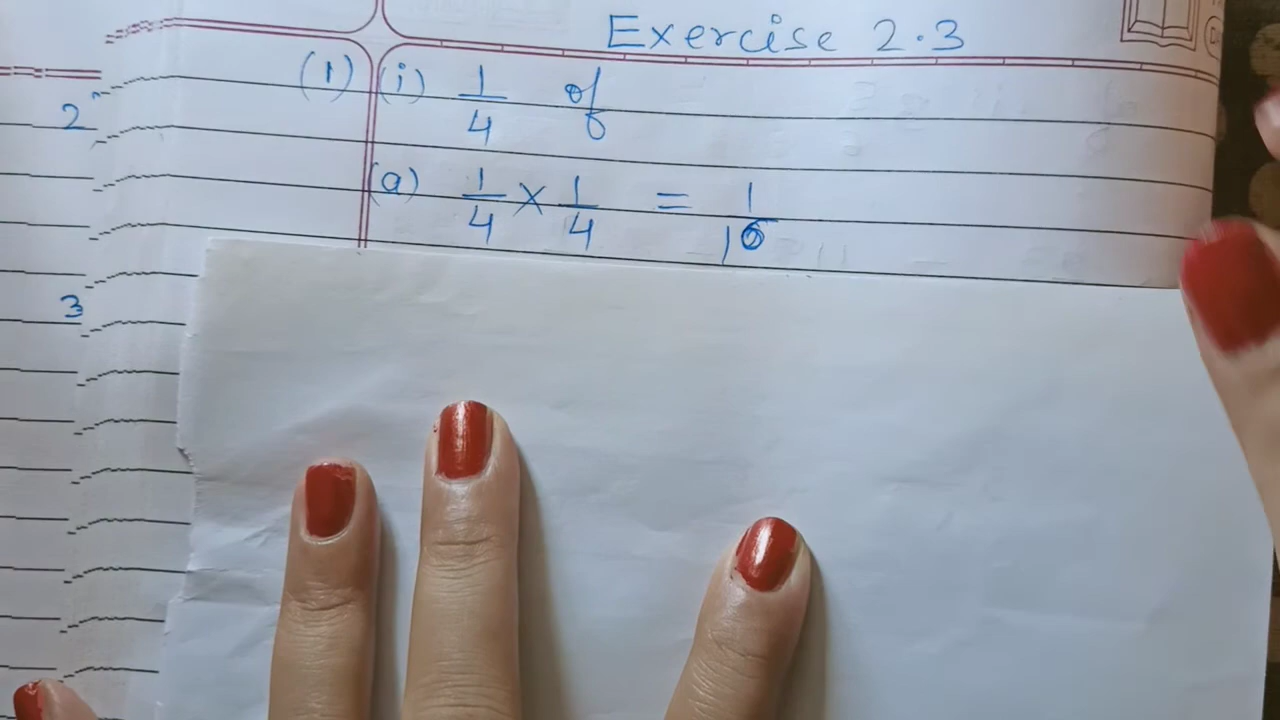 Exercise 2.3
(1) (i) 1/4 of
2
(a) 1/4 × 1/4 = 1/16
3